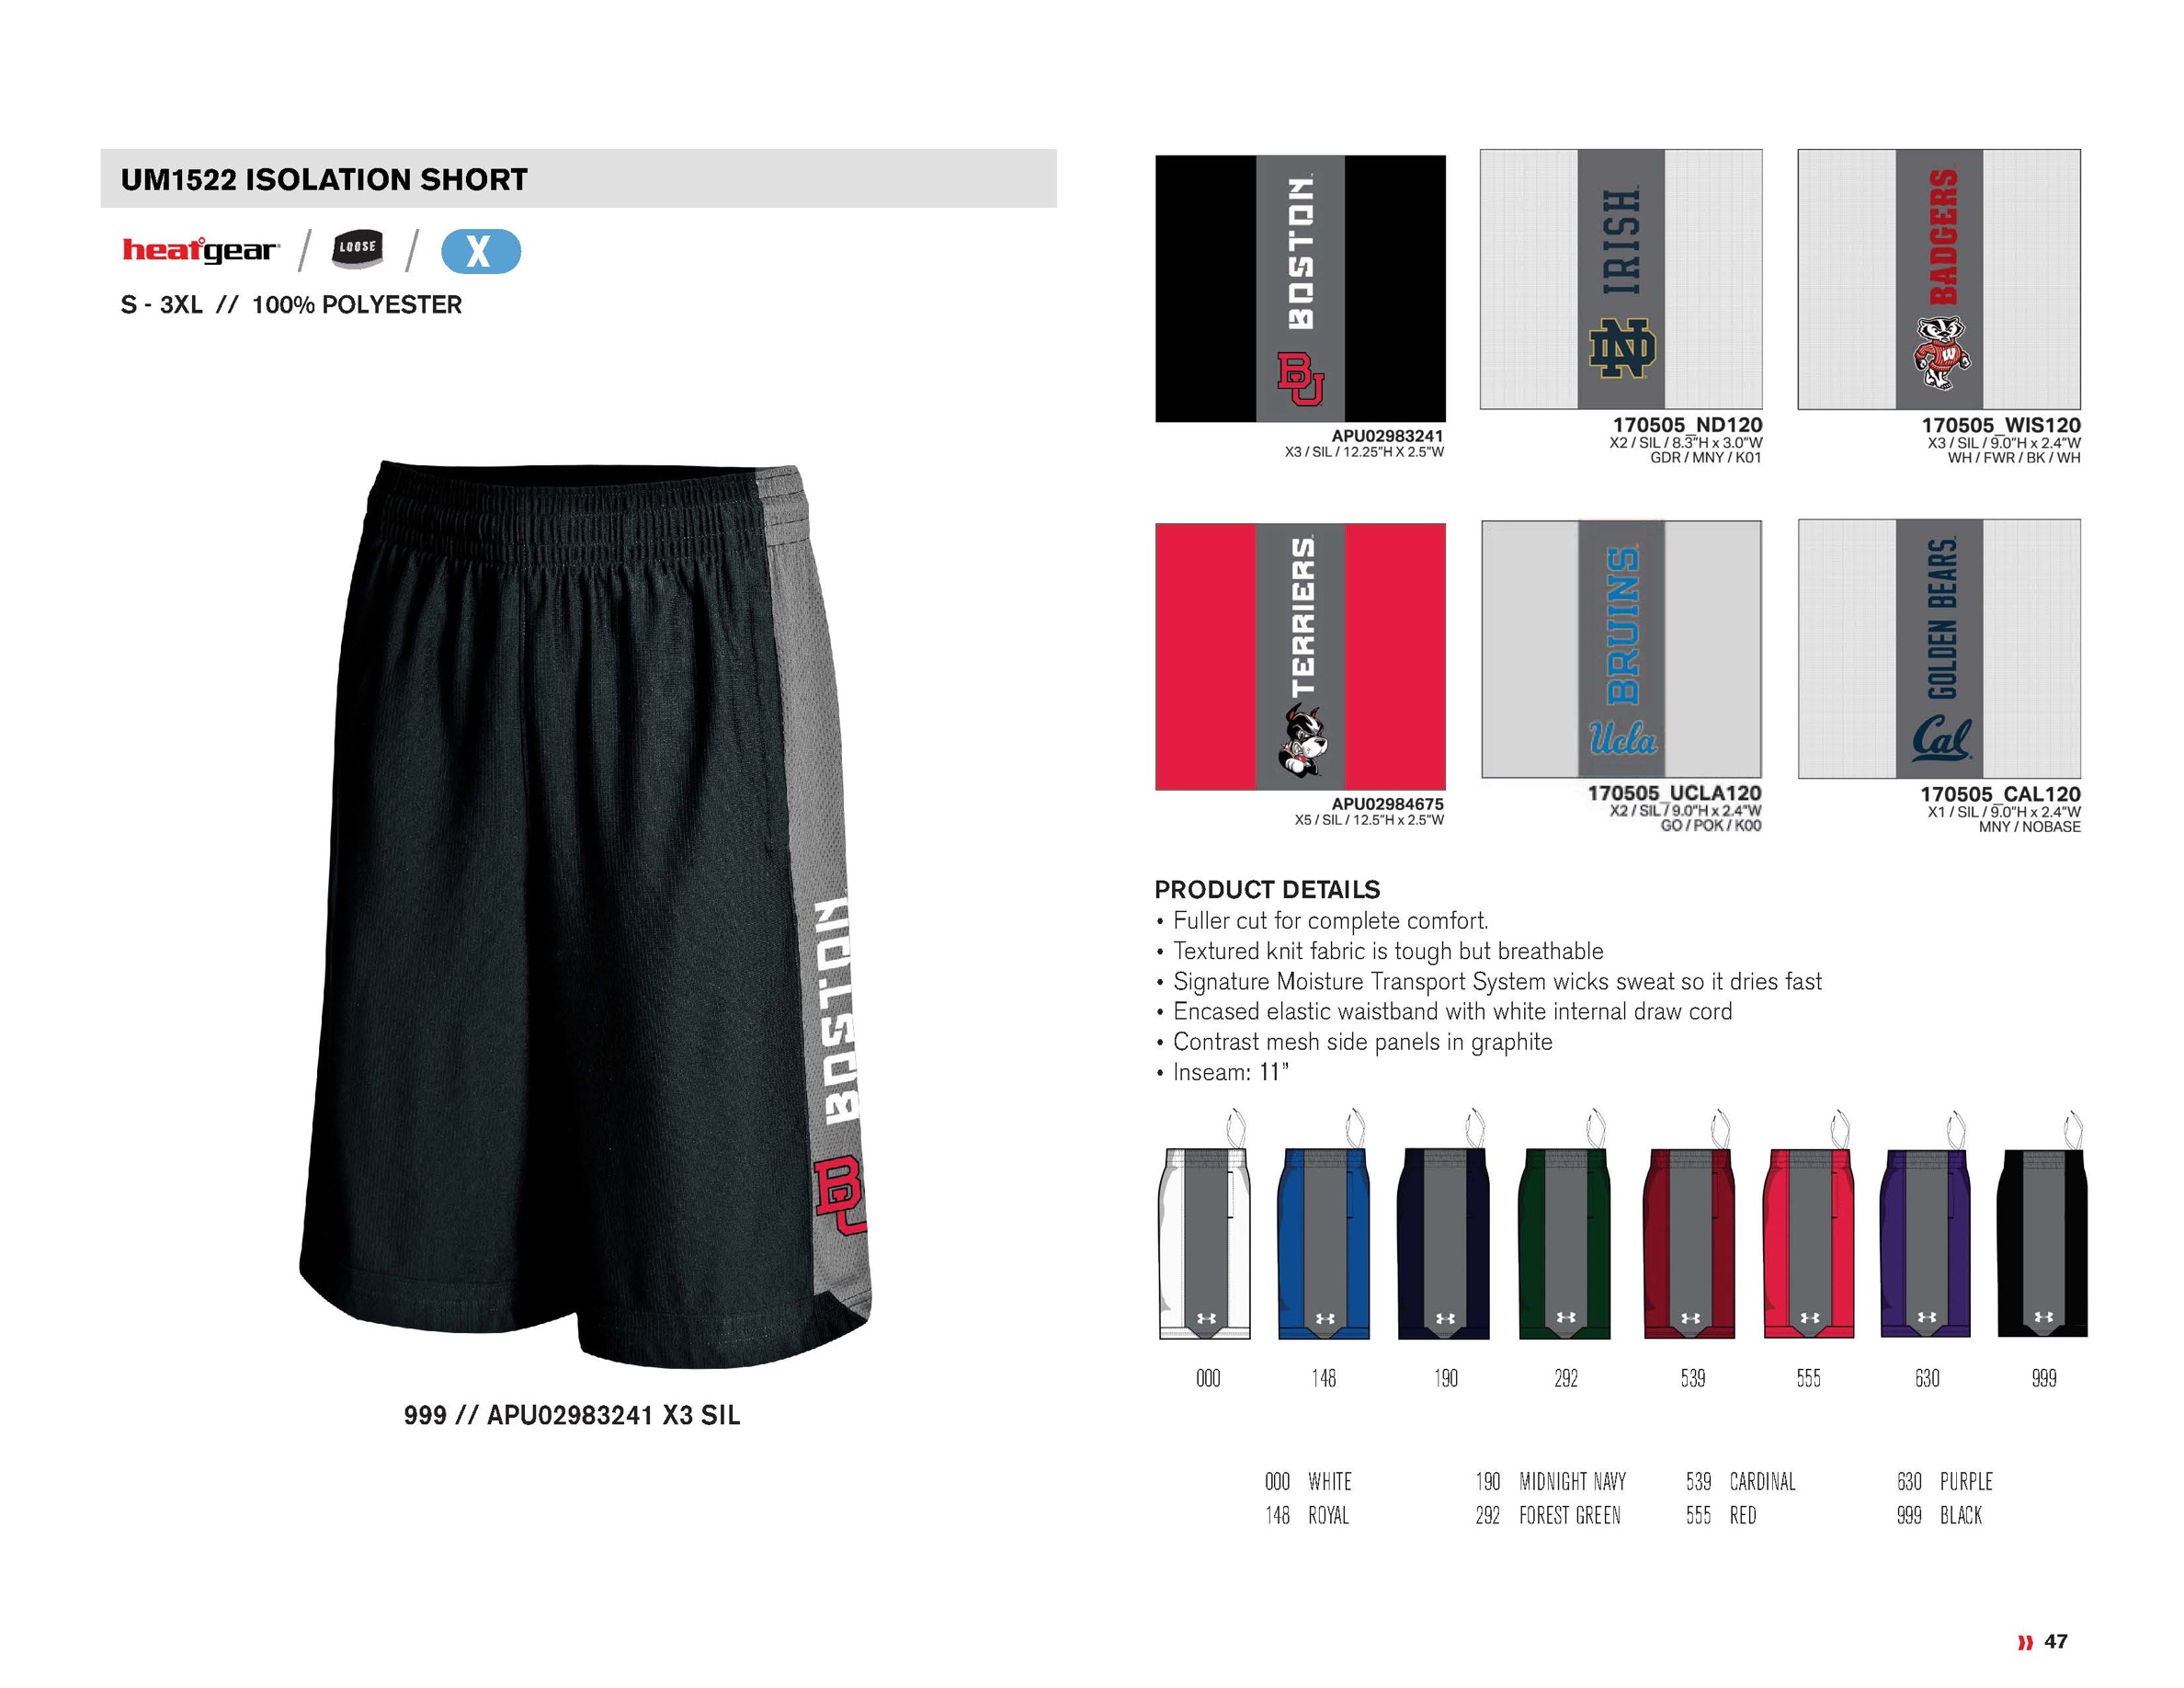 UM1522 ISOLATION SHORT
heatgear / LOOSE / X
S - 3XL // 100% POLYESTER
BOSTON
BU
999 // APU02983241 X3 SIL
BOSTON
BU
APU02983241
X3 / SIL / 12.25"H X 2.5"W
IRISH
ND
170505_ND120
X2 / SIL / 8.3"H x 3.0"W
GDR / MNY / K01
BADGERS
W
170505_WIS120
X3 / SIL / 9.0"H x 2.4"W
WH / FWR / BK / WH
TERRIERS
APU02984675
X5 / SIL / 12.5"H x 2.5"W
BRUINS
Ucla
170505_UCLA120
X2 / SIL / 9.0"H x 2.4"W
GO / POK / K00
GOLDEN BEARS
Cal
170505_CAL120
X1 / SIL / 9.0"H x 2.4"W
MNY / NOBASE
PRODUCT DETAILS
• Fuller cut for complete comfort.
• Textured knit fabric is tough but breathable
• Signature Moisture Transport System wicks sweat so it dries fast
• Encased elastic waistband with white internal draw cord
• Contrast mesh side panels in graphite
• Inseam: 11"
000 148 190 292 539 555 630 999
000 WHITE 190 MIDNIGHT NAVY 539 CARDINAL 630 PURPLE
148 ROYAL 292 FOREST GREEN 555 RED 999 BLACK
47